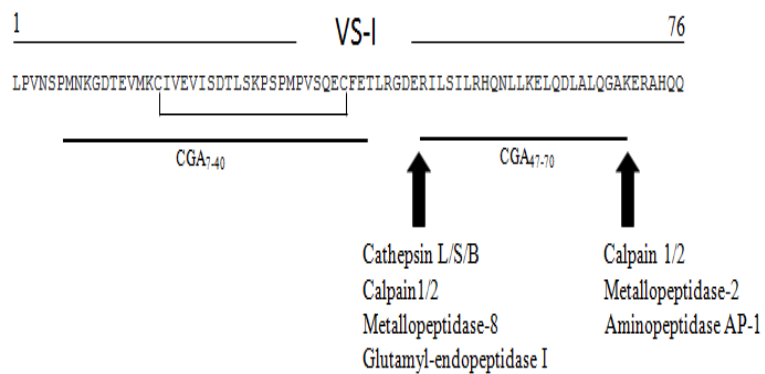 1 VS-I 76
LPVNSPMNKGDTEVMKCIVEVISDTLSKPSPMPVSQECFETLRGDERILSILRHQNLLKELQDLALQGAKERAHQQ
CGA7-40 CGA47-70
Cathepsin L/S/B Calpain 1/2
Calpain1/2 Metallopeptidase-2
Metallopeptidase-8 Aminopeptidase AP-1
Glutamyl-endopeptidase I